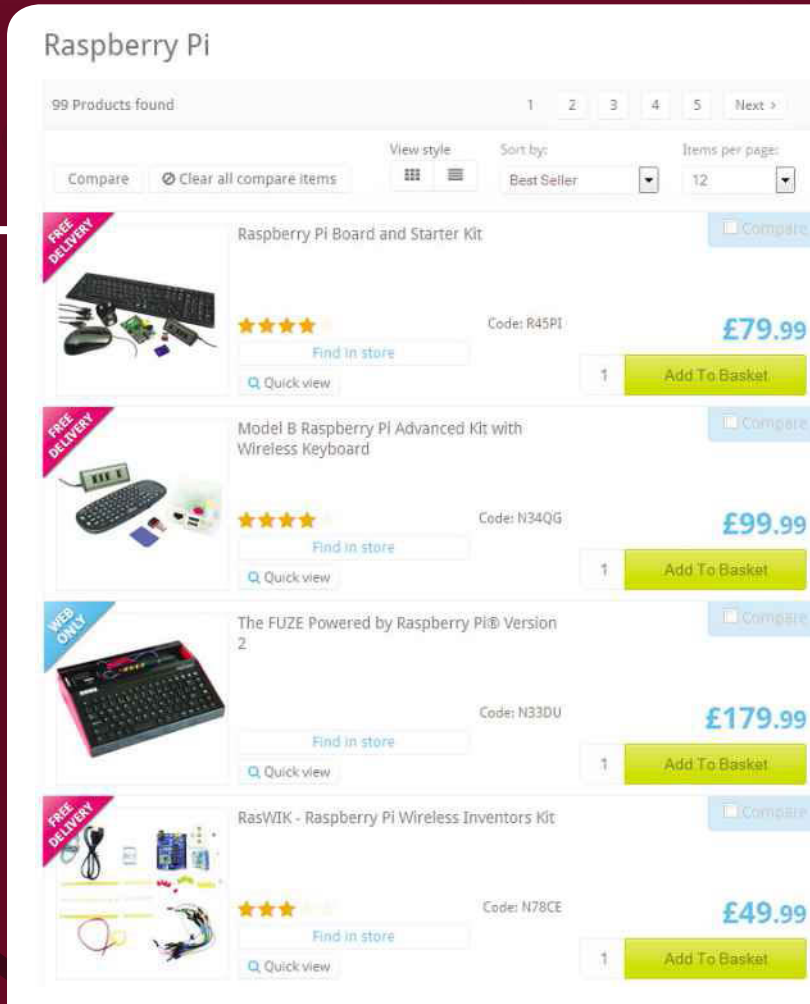 Raspberry Pi
99 Products found
1 2 3 4 5 Next >
View style Sort by: Items per page:
Compare Clear all compare items Best Seller 12
FREE DELIVERY
Raspberry Pi Board and Starter Kit
Compare
Code: R45PI
£79.99
Find in store
1 Add To Basket
Quick view
FREE DELIVERY
Model B Raspberry Pi Advanced Kit with
Wireless Keyboard
Compare
Code: N34QG
£99.99
Find in store
1 Add To Basket
Quick view
WEB ONLY
The FUZE Powered by Raspberry Pi® Version
2
Compare
Code: N33DU
£179.99
Find in store
1 Add To Basket
Quick view
FREE DELIVERY
RasWIK - Raspberry Pi Wireless Inventors Kit
Compare
Code: N78CE
£49.99
Find in store
1 Add To Basket
Quick view